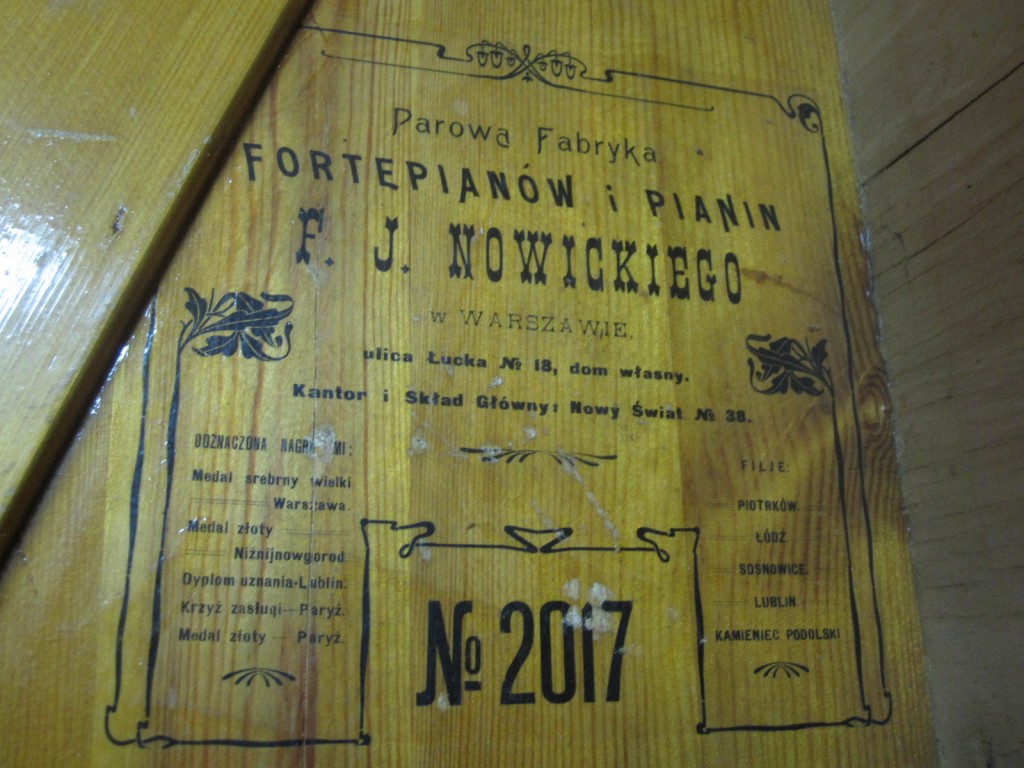 Parowa Fabryka
FORTEPIANÓW i PIANIN
F. J. NOWICKIEGO
w WARSZAWIE,
ulica Łucka № 18, dom własny.
Kantor i Skład Główny: Nowy Świat № 38.
ODZNACZONA NAGRODAMI:
Medal srebrny wielki
Warszawa.
Medal złoty
Niżnijnowgorod.
Dyplom uznania-Lublin.
Krzyż zasługi—Paryż.
Medal złoty — Paryż.
FILJE:
PIOTRKÓW.
ŁÓDŹ.
SOSNOWICE.
LUBLIN.
KAMIENIEC PODOLSKI
№ 2017